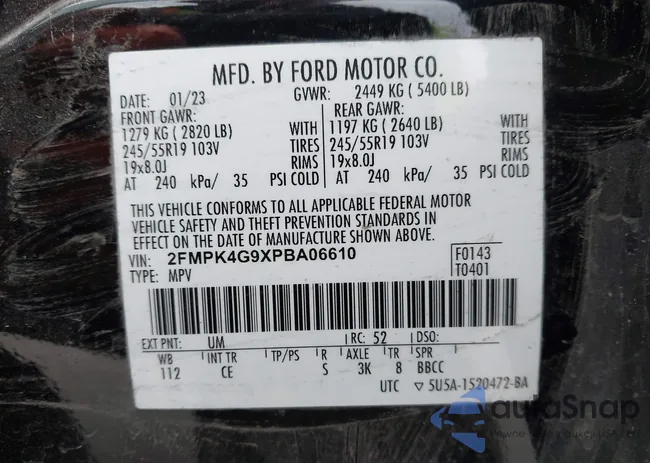 MFD. BY FORD MOTOR CO.
DATE: 01/23 GVWR: 2449 KG ( 5400 LB)
FRONT GAWR: REAR GAWR:
1279 KG ( 2820 LB) WITH 1197 KG ( 2640 LB) WITH
245/55R19 103V TIRES 245/55R19 103V TIRES
19x8.0J RIMS 19x8.0J RIMS
AT 240 kPa/ 35 PSI COLD AT 240 kPa/ 35 PSI COLD
THIS VEHICLE CONFORMS TO ALL APPLICABLE FEDERAL MOTOR
VEHICLE SAFETY AND THEFT PREVENTION STANDARDS IN
EFFECT ON THE DATE OF MANUFACTURE SHOWN ABOVE.
VIN: 2FMPK4G9XPBA06610 F0143
TYPE: MPV T0401
EXT PNT: UM RC: 52 DSO:
WB INT TR TP/PS R AXLE TR SPR
112 CE S 3K 8 BBCC
UTC ▽ 5U5A-1520472-BA
autoSnap